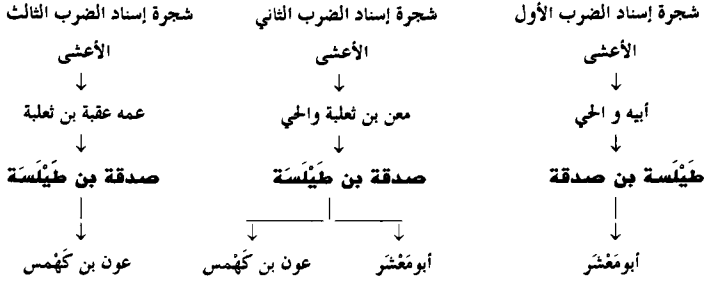 شجرة إسناد الضرب الأول شجرة إسناد الضرب الثاني شجرة إسناد الضرب الثالث
الأعشى الأعشى الأعشى
أبيه و الحي معن بن ثعلبة والحي عمه عقبة بن ثعلبة
طَيْلَسة بن صدقة صدقة بن طَيْلَسَة صدقة بن طَيْلَسَة
أبومَعْشَر أبومَعْشَر عون بن كَهْمس عون بن كَهْمس